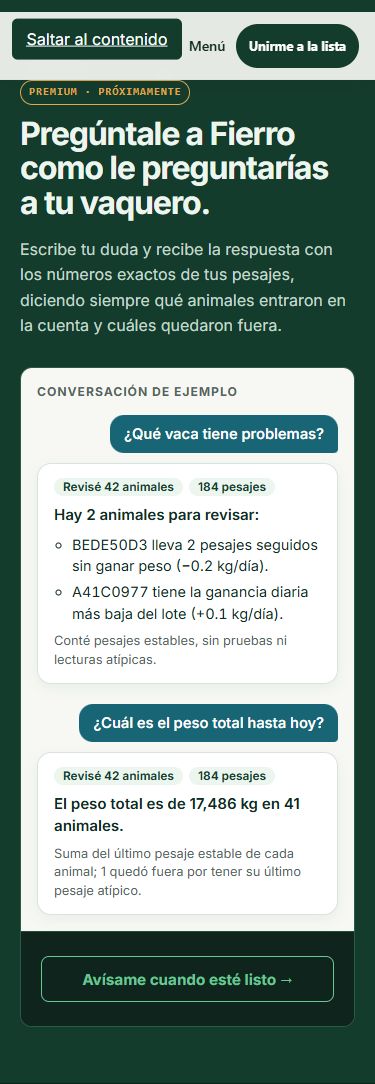 Saltar al contenido
Menú
Unirme a la lista
PREMIUM · PRÓXIMAMENTE
Pregúntale a Fierro
como le preguntarías
a tu vaquero.
Escribe tu duda y recibe la respuesta con
los números exactos de tus pesajes,
diciendo siempre qué animales entraron en
la cuenta y cuáles quedaron fuera.
CONVERSACIÓN DE EJEMPLO
¿Qué vaca tiene problemas?
Revisé 42 animales
184 pesajes
Hay 2 animales para revisar:
BEDE50D3 lleva 2 pesajes seguidos
sin ganar peso (−0.2 kg/día).
A41C0977 tiene la ganancia diaria
más baja del lote (+0.1 kg/día).
Conté pesajes estables, sin pruebas ni
lecturas atípicas.
¿Cuál es el peso total hasta hoy?
Revisé 42 animales
184 pesajes
El peso total es de 17,486 kg en 41
animales.
Suma del último pesaje estable de cada
animal; 1 quedó fuera por tener su último
pesaje atípico.
Avísame cuando esté listo →